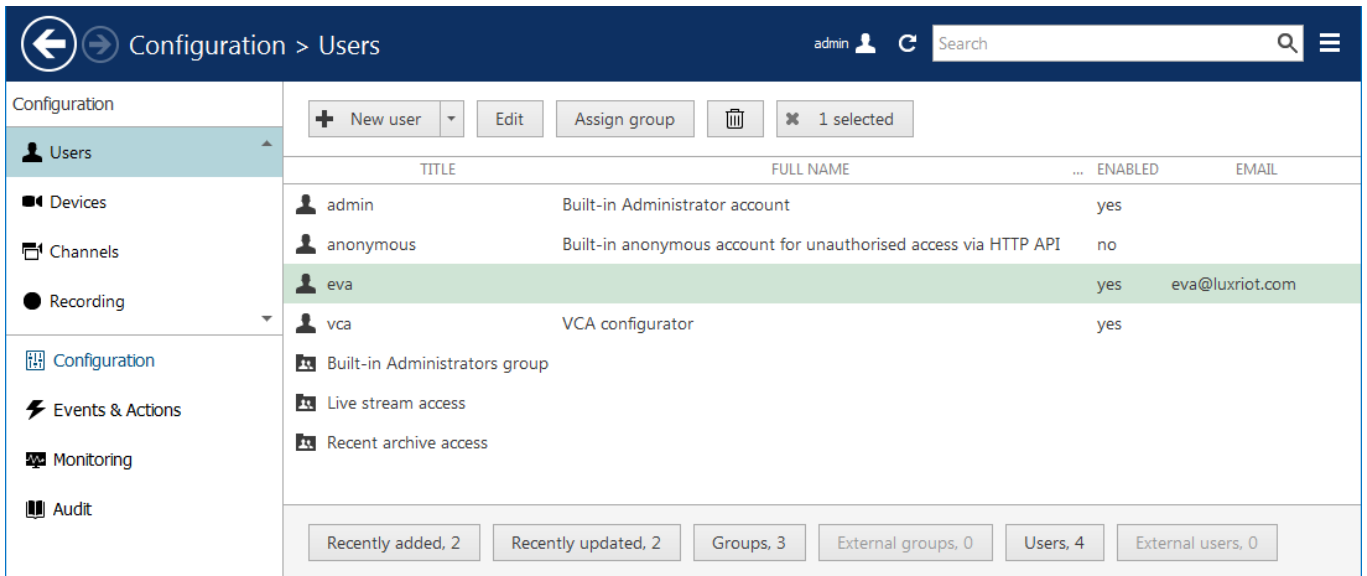 Configuration > Users
admin
Search
Configuration
Users
Devices
Channels
Recording
Configuration
Events & Actions
Monitoring
Audit
New user Edit Assign group 1 selected
TITLE FULL NAME ... ENABLED EMAIL
admin Built-in Administrator account yes
anonymous Built-in anonymous account for unauthorised access via HTTP API no
eva yes eva@luxriot.com
vca VCA configurator yes
Built-in Administrators group
Live stream access
Recent archive access
Recently added, 2 Recently updated, 2 Groups, 3 External groups, 0 Users, 4 External users, 0